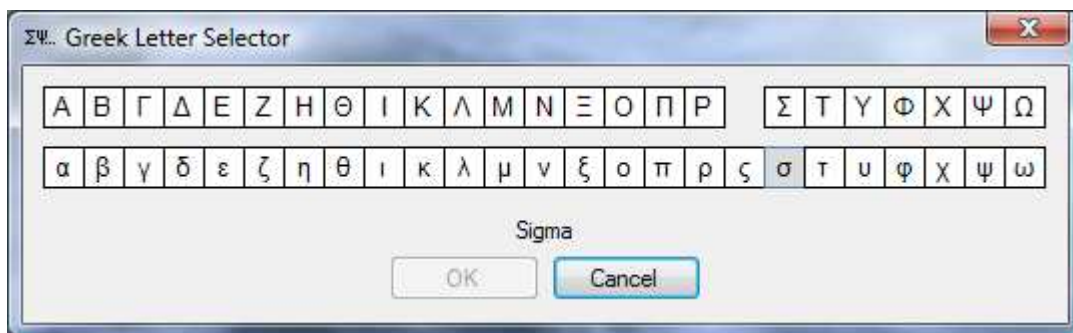 ΣΨ... Greek Letter Selector
Α Β Γ Δ Ε Ζ Η Θ Ι Κ Λ Μ Ν Ξ Ο Π Ρ Σ Τ Υ Φ Χ Ψ Ω
α β γ δ ε ζ η θ ι κ λ μ ν ξ ο π ρ ς σ τ υ φ χ ψ ω
Sigma
OK Cancel